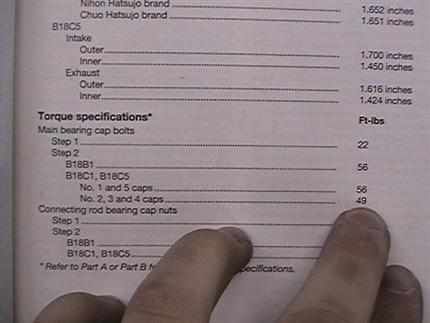 Nihon Hatsujo brand ........ 1.652 inches
Chuo Hatsujo brand ........ 1.651 inches
B18C5
Intake
Outer ........ 1.700 inches
Inner ........ 1.450 inches
Exhaust
Outer ........ 1.616 inches
Inner ........ 1.424 inches
Torque specifications* Ft-lbs
Main bearing cap bolts
Step 1 ........ 22
Step 2
B18B1 ........ 56
B18C1, B18C5
No. 1 and 5 caps ........ 56
No. 2, 3 and 4 caps ........ 49
Connecting rod bearing cap nuts
Step 1 ........
Step 2
B18B1 ........
B18C1, B18C5 ........
* Refer to Part A or Part B specifications.